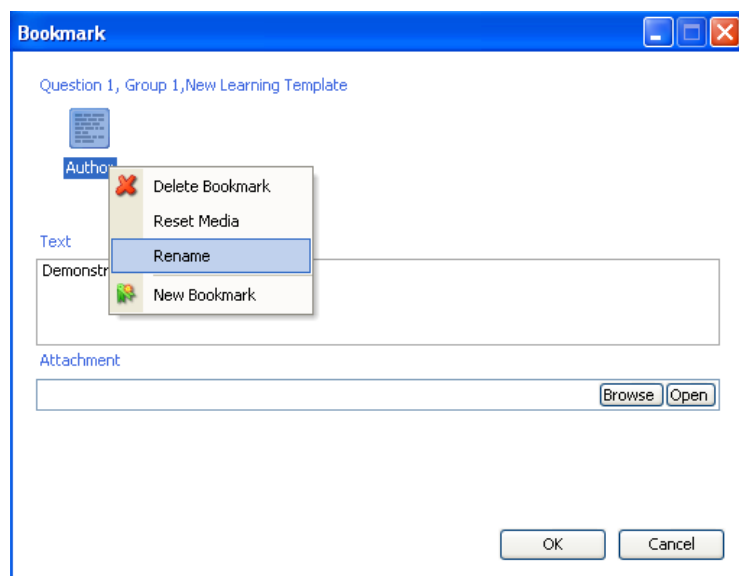 Bookmark
Question 1, Group 1,New Learning Template
Author
Delete Bookmark
Reset Media
Text
Rename
Demonstr
New Bookmark
Attachment
Browse Open
OK Cancel